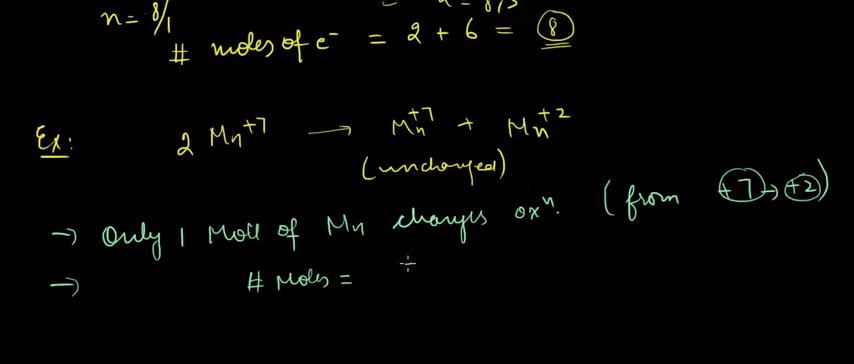 n = 8/1
# moles of e⁻ = 2 + 6 = 8
Ex: 2 Mn⁺⁷ → Mn⁺⁷ + Mn⁺²
(unchanged)
→ Only 1 Mole of Mn changes oxⁿ. (from +7 → +2)
→ # Moles =